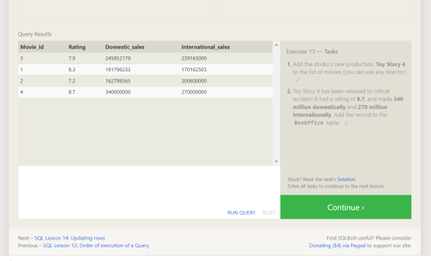 Query Results
Movie_id Rating Domestic_sales International_sales
3 7.9 245852179 239163000
1 8.3 191796233 170162503
2 7.2 162798565 200600000
4 8.7 340000000 270000000
Exercise 13 — Tasks
1. Add the studio's new production, Toy Story 4
to the list of movies (you can use any director)
✓
2. Toy Story 4 has been released to critical
acclaim! It had a rating of 8.7, and made 340
million domestically and 270 million
internationally. Add the record to the
BoxOffice table. ✓
Stuck? Read this task's Solution.
Solve all tasks to continue to the next lesson.
RUN QUERY RESET
Continue ›
Next – SQL Lesson 14: Updating rows
Previous – SQL Lesson 12: Order of execution of a Query
Find SQLBolt useful? Please consider
Donating ($4) via Paypal to support our site.